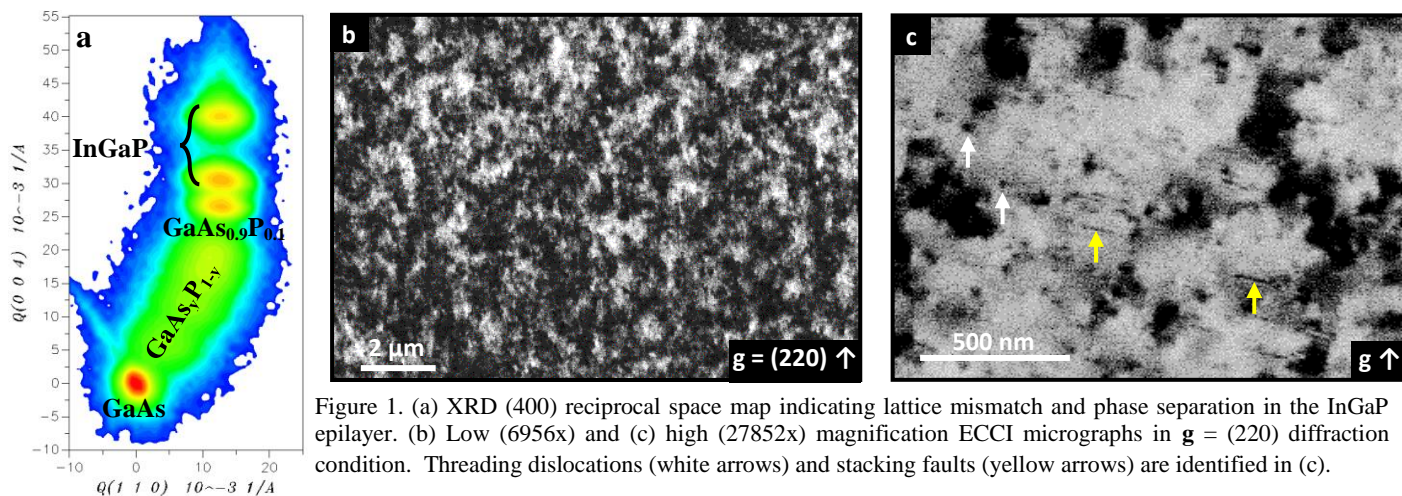 a
55
50
45
40
35
30
25
20
15
10
5
0
-5
-10
Q(0 0 4) 10^-3 1/A
InGaP
GaAs0.9P0.1
GaAsyP1-y
GaAs
-10 0 10 20
Q(1 1 0) 10^-3 1/A
b
2 μm
g = (220) ↑
c
500 nm
g ↑
Figure 1. (a) XRD (400) reciprocal space map indicating lattice mismatch and phase separation in the InGaP
epilayer. (b) Low (6956x) and (c) high (27852x) magnification ECCI micrographs in g = (220) diffraction
condition. Threading dislocations (white arrows) and stacking faults (yellow arrows) are identified in (c).